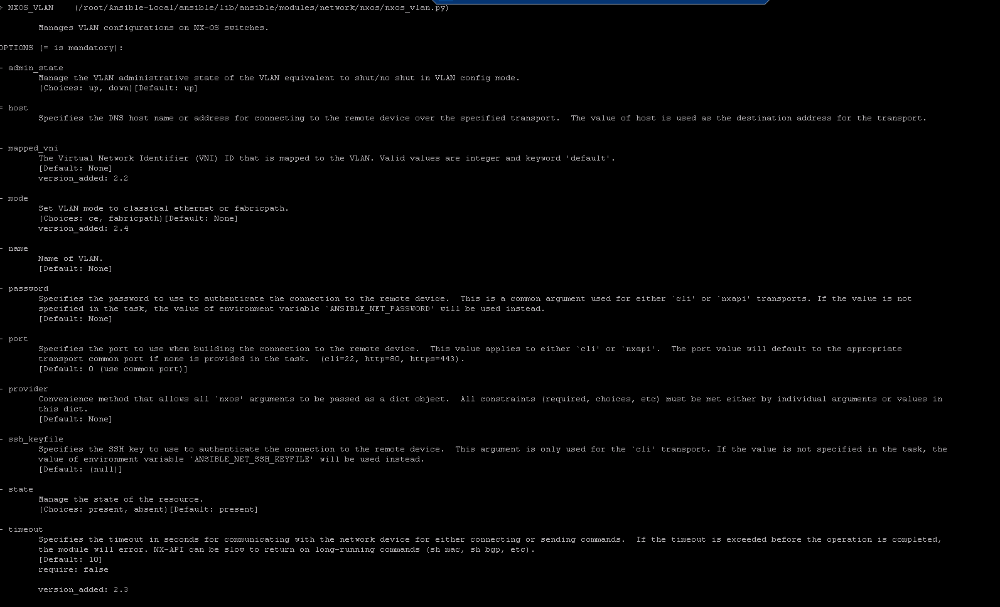 > NXOS_VLAN    (/root/Ansible-Local/ansible/lib/ansible/modules/network/nxos/nxos_vlan.py)
Manages VLAN configurations on NX-OS switches.
OPTIONS (= is mandatory):
- admin_state
Manage the VLAN administrative state of the VLAN equivalent to shut/no shut in VLAN config mode.
(Choices: up, down)[Default: up]
= host
Specifies the DNS host name or address for connecting to the remote device over the specified transport.  The value of host is used as the destination address for the transport.
- mapped_vni
The Virtual Network Identifier (VNI) ID that is mapped to the VLAN. Valid values are integer and keyword 'default'.
[Default: None]
version_added: 2.2
- mode
Set VLAN mode to classical ethernet or fabricpath.
(Choices: ce, fabricpath)[Default: None]
version_added: 2.4
- name
Name of VLAN.
[Default: None]
- password
Specifies the password to use to authenticate the connection to the remote device.  This is a common argument used for either `cli' or `nxapi' transports. If the value is not
specified in the task, the value of environment variable `ANSIBLE_NET_PASSWORD' will be used instead.
[Default: None]
- port
Specifies the port to use when building the connection to the remote device.  This value applies to either `cli' or `nxapi'.  The port value will default to the appropriate
transport common port if none is provided in the task.  (cli=22, http=80, https=443).
[Default: 0 (use common port)]
- provider
Convenience method that allows all `nxos' arguments to be passed as a dict object.  All constraints (required, choices, etc) must be met either by individual arguments or values in
this dict.
[Default: None]
- ssh_keyfile
Specifies the SSH key to use to authenticate the connection to the remote device.  This argument is only used for the `cli' transport. If the value is not specified in the task, the
value of environment variable `ANSIBLE_NET_SSH_KEYFILE' will be used instead.
[Default: (null)]
- state
Manage the state of the resource.
(Choices: present, absent)[Default: present]
- timeout
Specifies the timeout in seconds for communicating with the network device for either connecting or sending commands.  If the timeout is exceeded before the operation is completed,
the module will error. NX-API can be slow to return on long-running commands (sh mac, sh bgp, etc).
[Default: 10]
require: false
version_added: 2.3